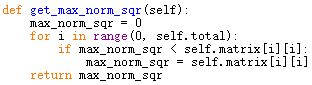 def get_max_norm_sqr(self):
    max_norm_sqr = 0
    for i in range(0, self.total):
        if max_norm_sqr < self.matrix[i][i]:
            max_norm_sqr = self.matrix[i][i]
    return max_norm_sqr